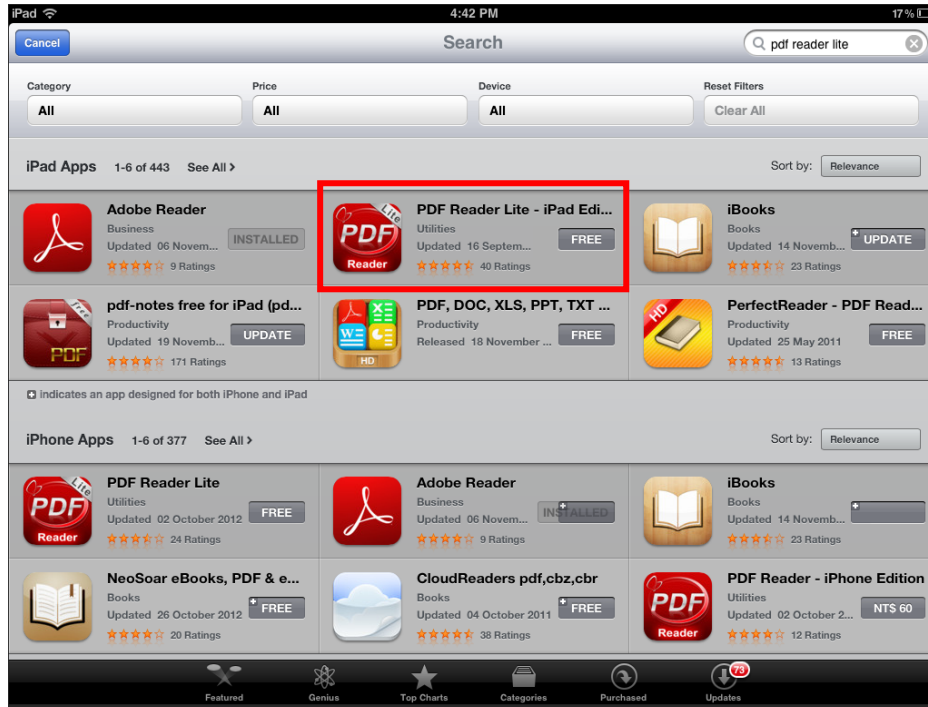 iPad 4:42 PM 17%
Cancel Search pdf reader lite
Category Price Device Reset Filters
All All All Clear All
iPad Apps 1-6 of 443 See All > Sort by: Relevance
Adobe Reader
Business
Updated 06 Novem... INSTALLED
9 Ratings
Lite
PDF
Reader
PDF Reader Lite - iPad Edi...
Utilities
Updated 16 Septem... FREE
40 Ratings
iBooks
Books
Updated 14 Novemb... UPDATE
23 Ratings
free
PDF
pdf-notes free for iPad (pd...
Productivity
Updated 19 Novemb... UPDATE
171 Ratings
HD
PDF, DOC, XLS, PPT, TXT ...
Productivity
Released 18 November ... FREE
HD
PerfectReader - PDF Read...
Productivity
Updated 25 May 2011 FREE
13 Ratings
indicates an app designed for both iPhone and iPad
iPhone Apps 1-6 of 377 See All > Sort by: Relevance
Lite
PDF
Reader
PDF Reader Lite
Utilities
Updated 02 October 2012 FREE
24 Ratings
Adobe Reader
Business
Updated 06 Novem... INSTALLED
9 Ratings
iBooks
Books
Updated 14 Novemb...
23 Ratings
NeoSoar eBooks, PDF & e...
Books
Updated 26 October 2012 FREE
20 Ratings
CloudReaders pdf,cbz,cbr
Books
Updated 04 October 2011 FREE
38 Ratings
PDF
Reader
PDF Reader - iPhone Edition
Utilities
Updated 02 October 2... NT$ 60
12 Ratings
73
Featured Genius Top Charts Categories Purchased Updates